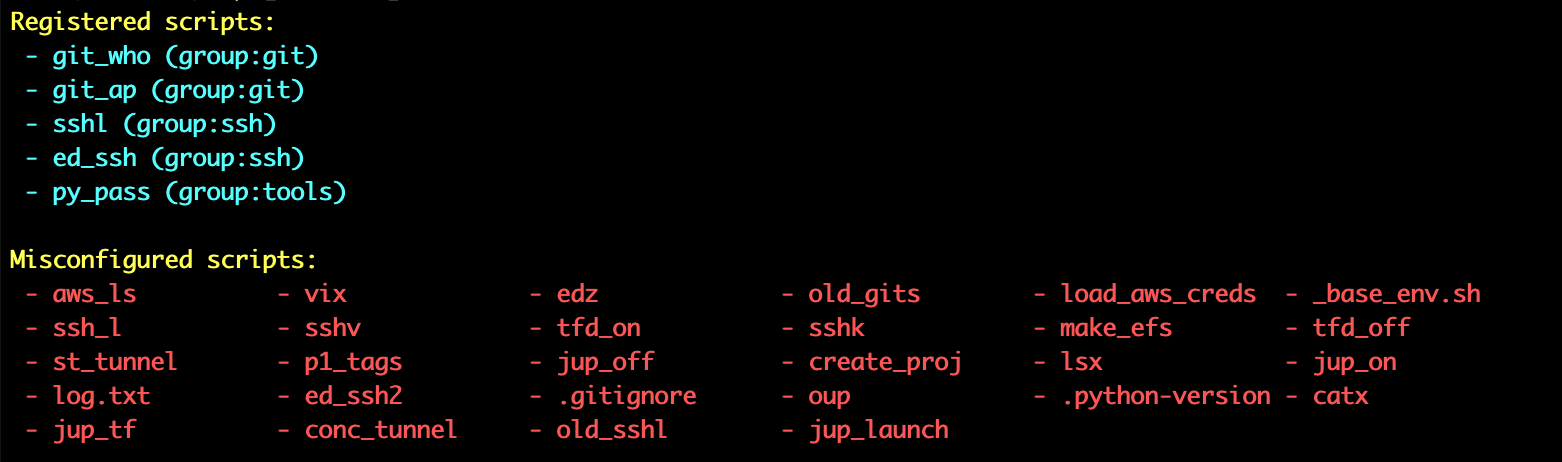 Registered scripts:
- git_who (group:git)
- git_ap (group:git)
- sshl (group:ssh)
- ed_ssh (group:ssh)
- py_pass (group:tools)
Misconfigured scripts:
- aws_ls - vix - edz - old_gits - load_aws_creds - _base_env.sh
- ssh_l - sshv - tfd_on - sshk - make_efs - tfd_off
- st_tunnel - p1_tags - jup_off - create_proj - lsx - jup_on
- log.txt - ed_ssh2 - .gitignore - oup - .python-version - catx
- jup_tf - conc_tunnel - old_sshl - jup_launch